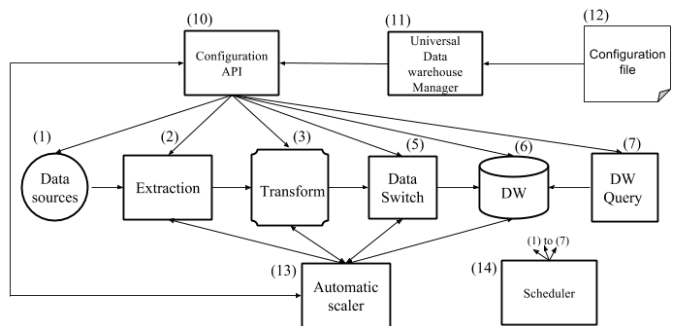 (10)
(11)
(12)
Configuration
API
Universal
Data
warehouse
Manager
Configuration
file
(1)
(2)
(3)
(5)
(6)
(7)
Data
sources
Extraction
Transform
Data
Switch
DW
DW
Query
(13)
Automatic
scaler
(14)
(1) to (7)
Scheduler